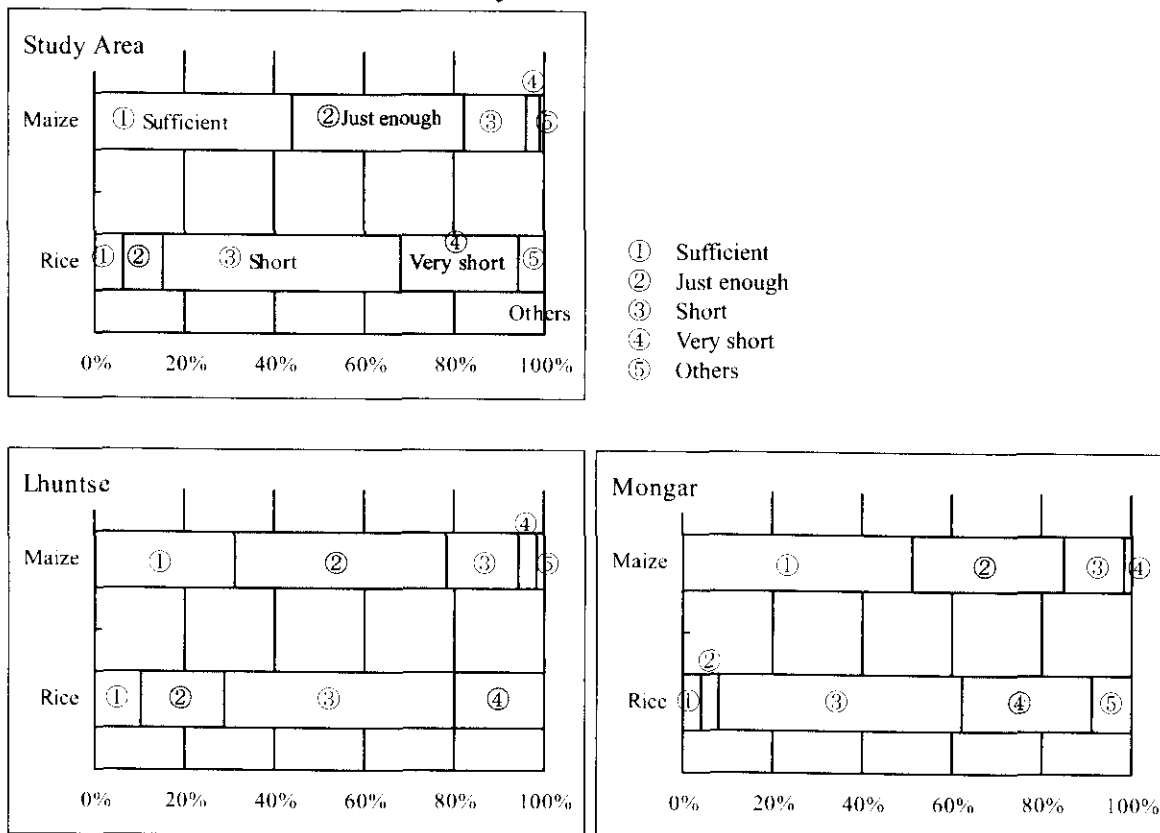 Study Area
④
Maize ① Sufficient ② Just enough ③ ⑤
Rice ① ② ③ Short ④ Very short ⑤
Others
0% 20% 40% 60% 80% 100%
① Sufficient
② Just enough
③ Short
④ Very short
⑤ Others
Lhuntse
④
Maize ① ② ③ ⑤
Rice ① ② ③ ④
0% 20% 40% 60% 80% 100%
Mongar
Maize ① ② ③ ④
②
Rice ① ③ ④ ⑤
0% 20% 40% 60% 80% 100%